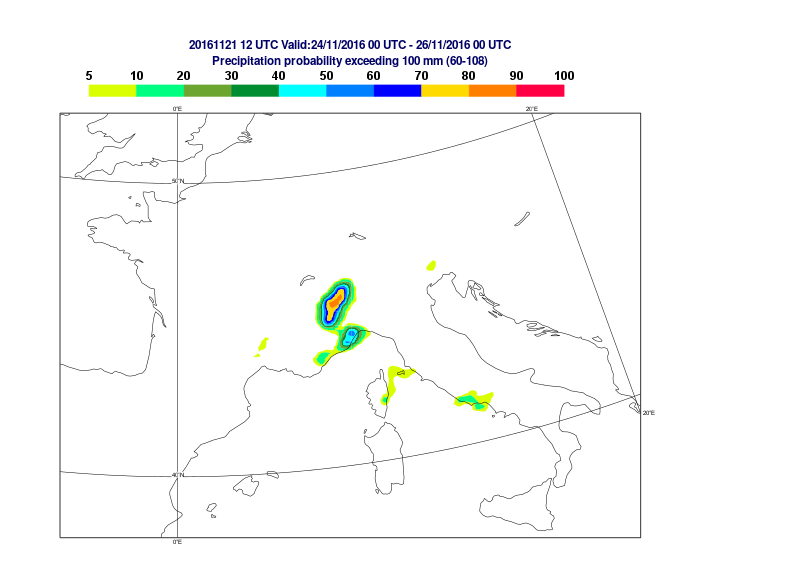 20161121 12 UTC Valid:24/11/2016 00 UTC - 26/11/2016 00 UTC
Precipitation probability exceeding 100 mm (60-108)
5 10 20 30 40 50 60 70 80 90 100
0°E 20°E
50°N
20°E
40°N
0°E